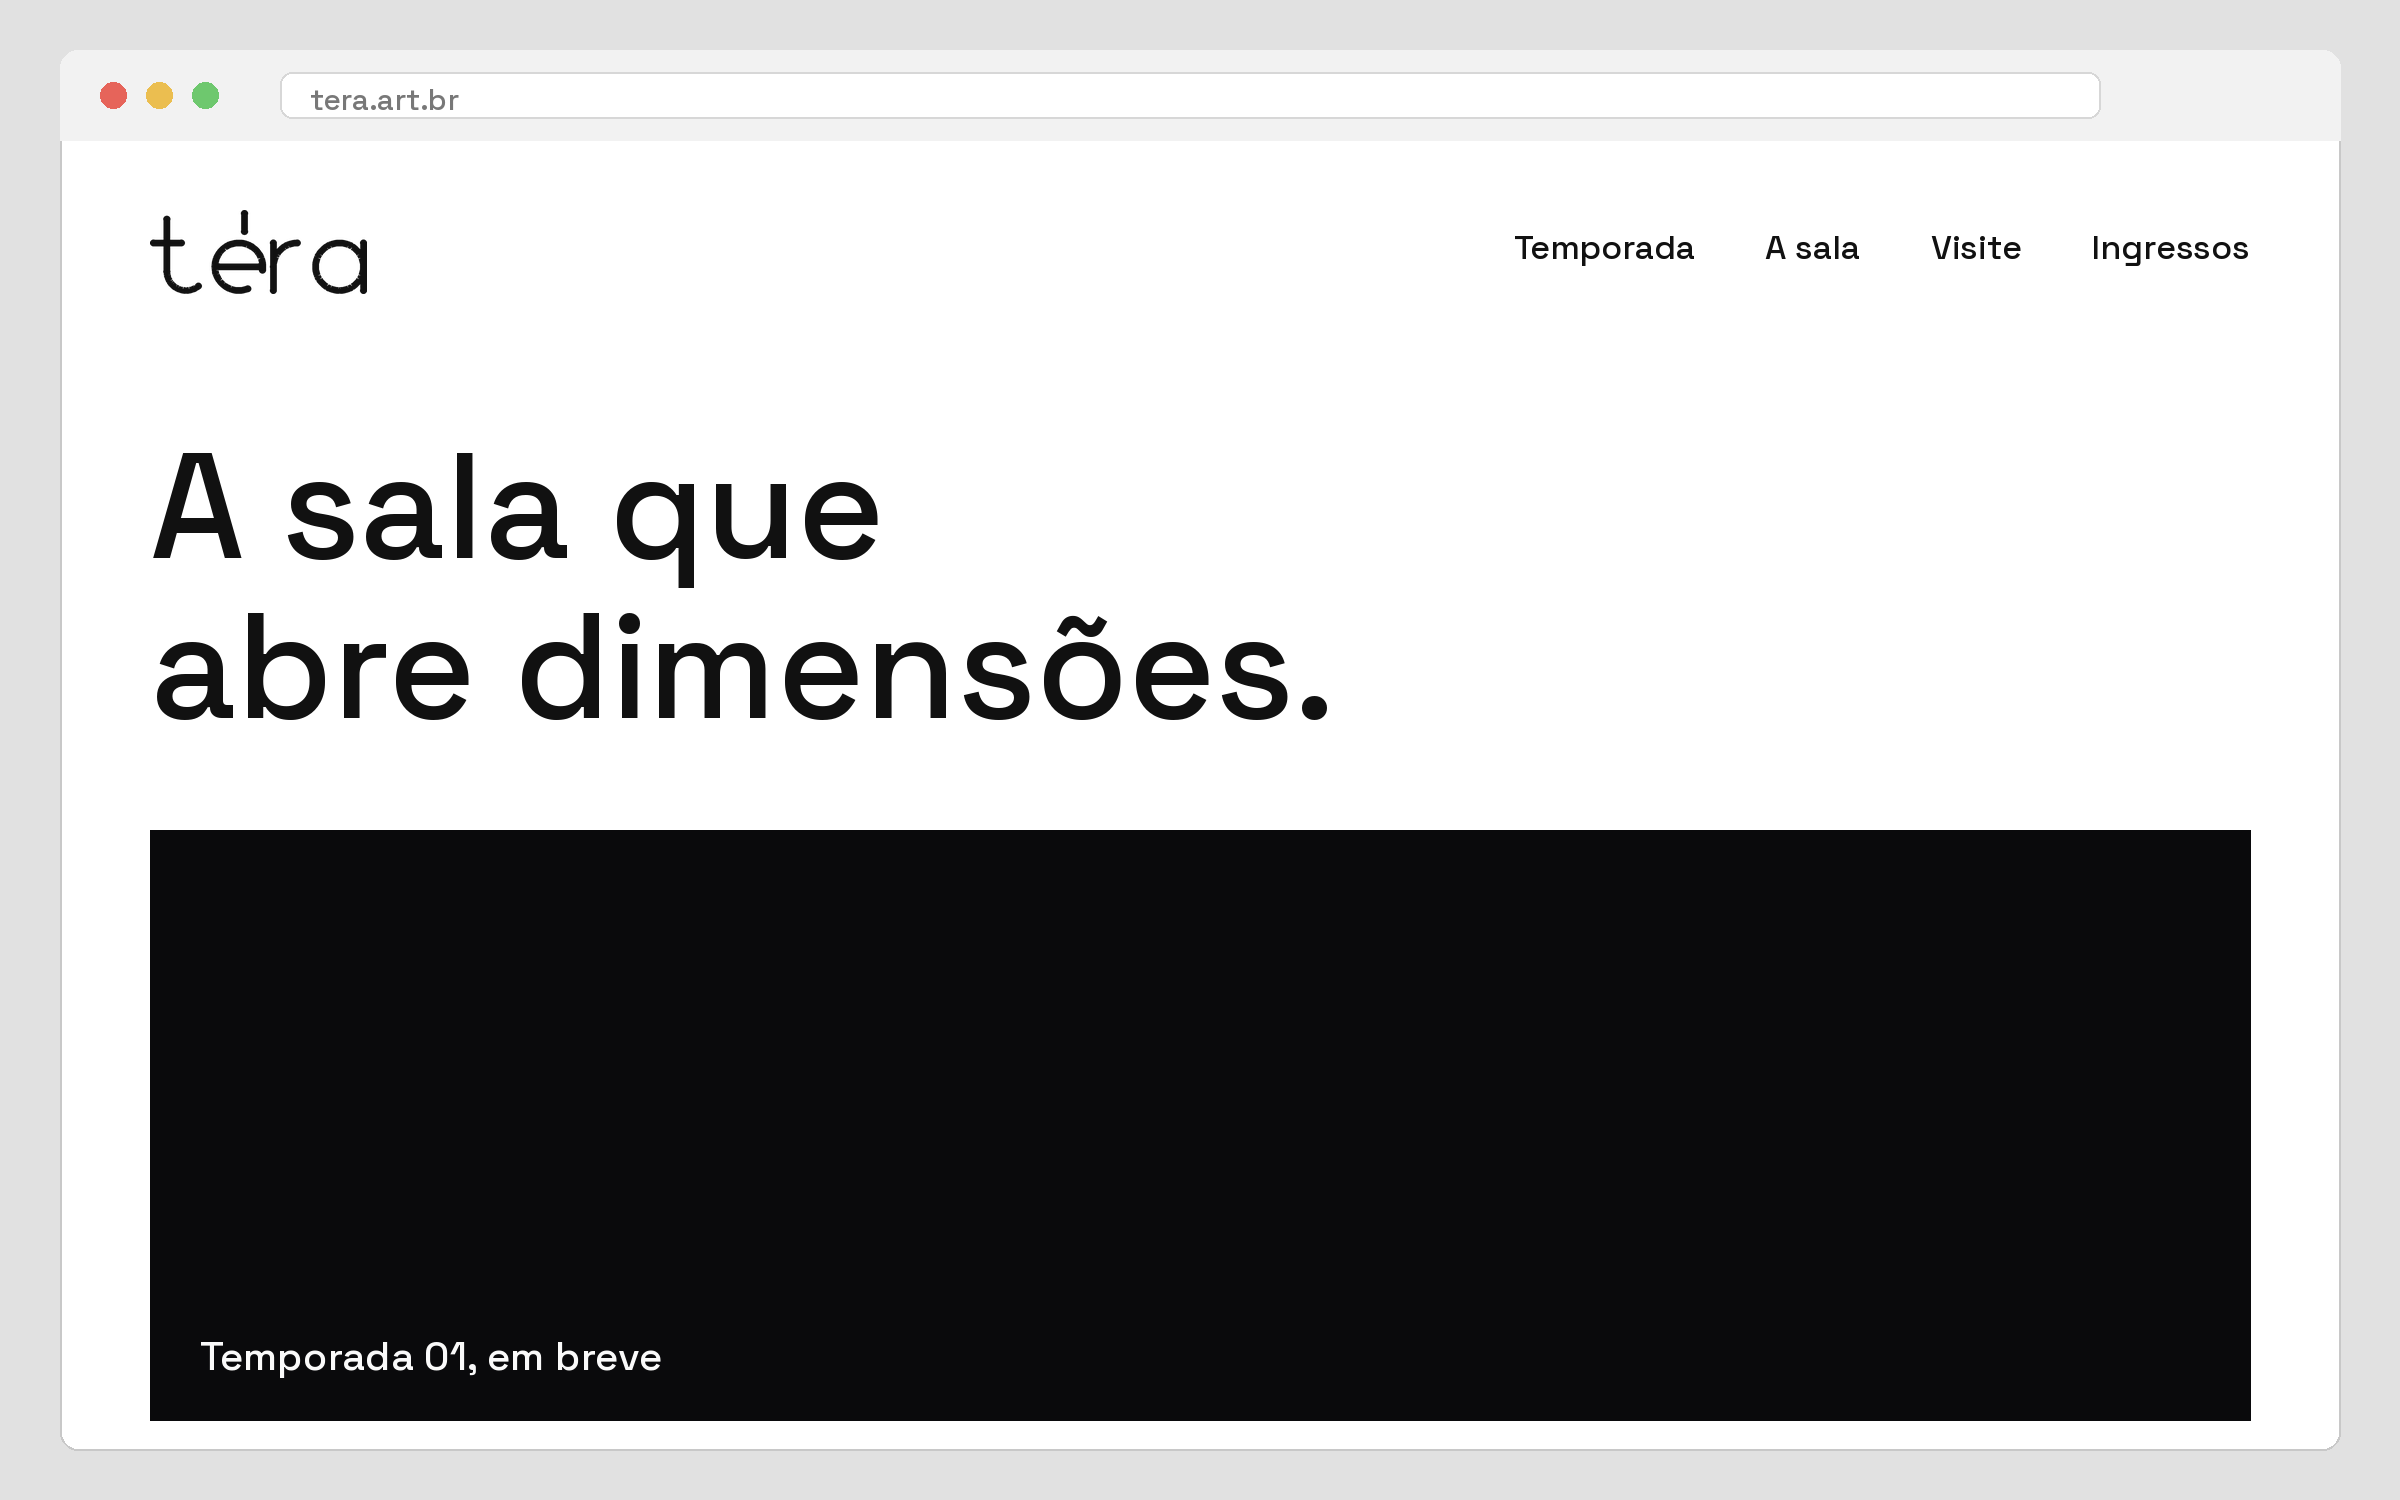 tera.art.br
téra
Temporada A sala Visite Ingressos
A sala que
abre dimensões.
Temporada 01, em breve